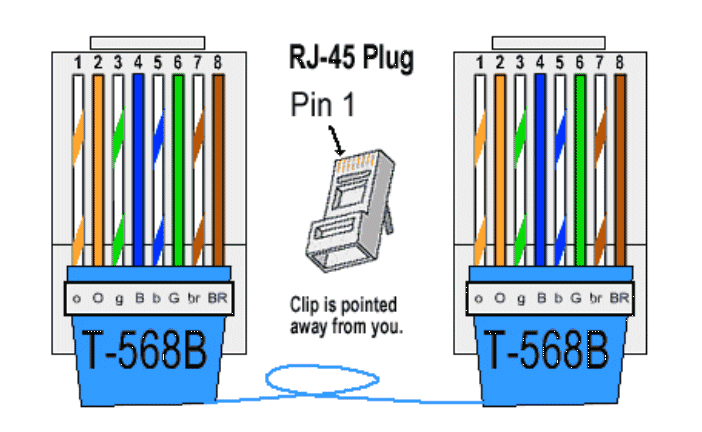 1 2 3 4 5 6 7 8
o O g B b G br BR
T-568B
RJ-45 Plug
Pin 1
Clip is pointed
away from you.
1 2 3 4 5 6 7 8
o O g B b G br BR
T-568B